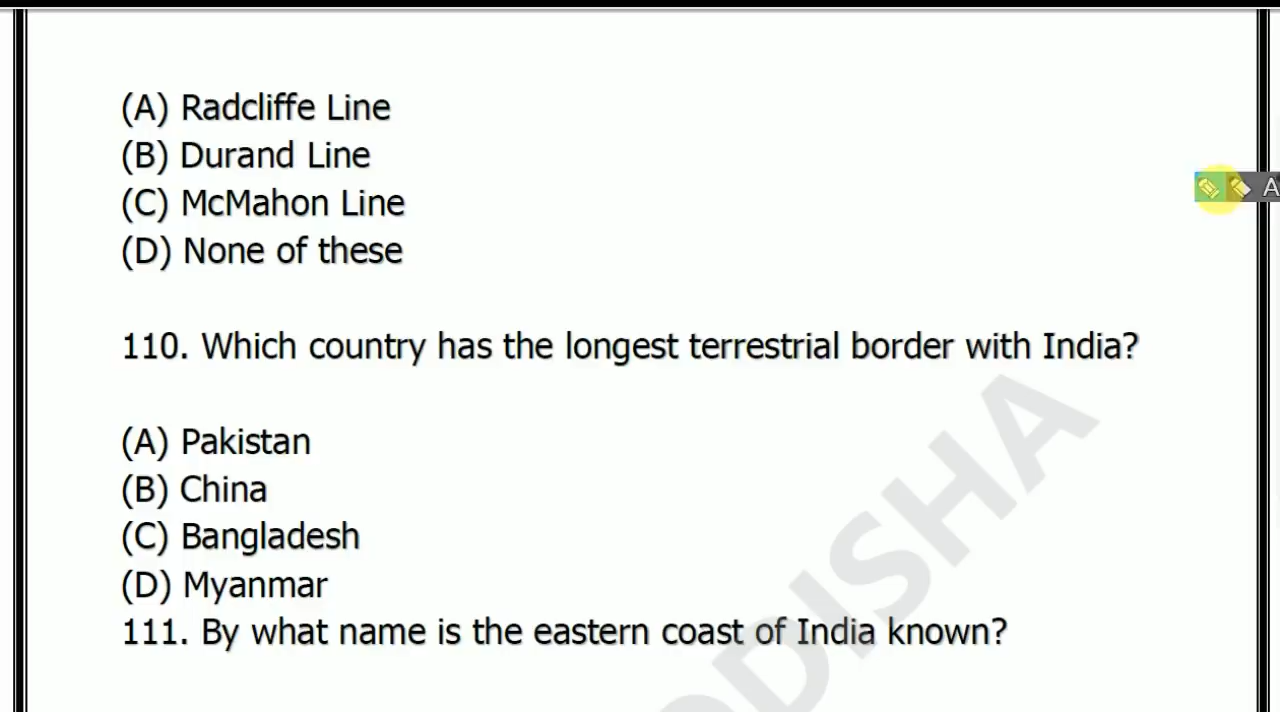 (A) Radcliffe Line
(B) Durand Line
(C) McMahon Line
(D) None of these
110. Which country has the longest terrestrial border with India?
(A) Pakistan
(B) China
(C) Bangladesh
(D) Myanmar
111. By what name is the eastern coast of India known?
ODISHA
A